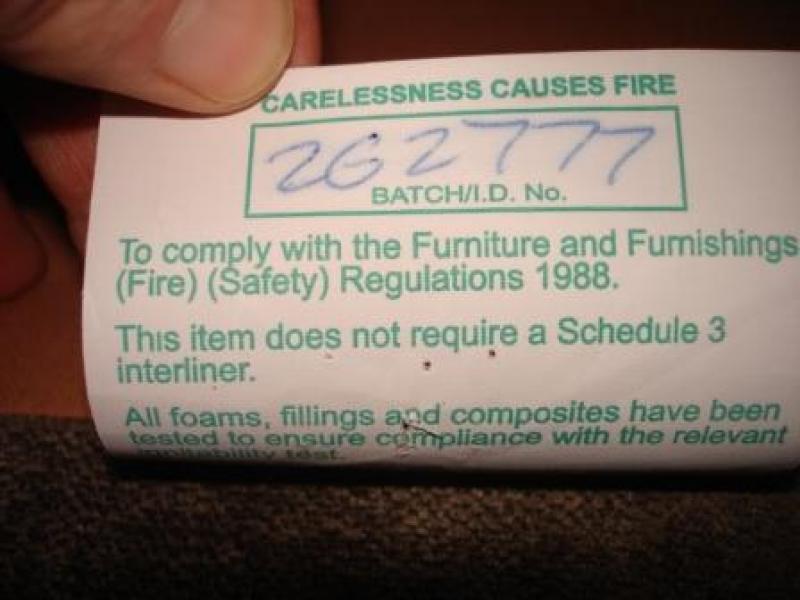 CARELESSNESS CAUSES FIRE
262777
BATCH/I.D. No.
To comply with the Furniture and Furnishings
(Fire) (Safety) Regulations 1988.
This item does not require a Schedule 3
interliner.
All foams, fillings and composites have been
tested to ensure compliance with the relevant
ignitability test.